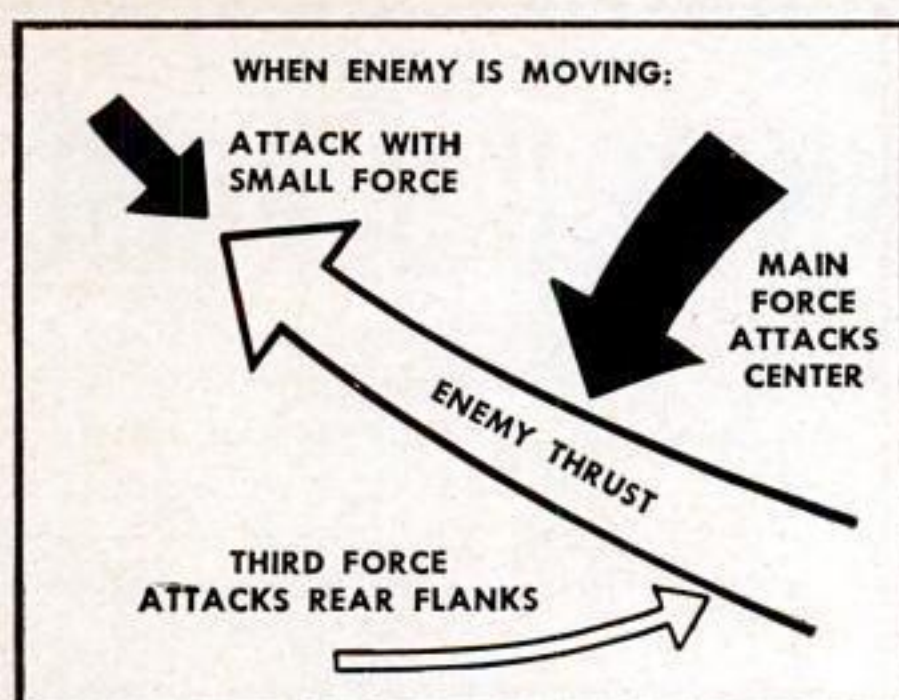 WHEN ENEMY IS MOVING:
ATTACK WITH
SMALL FORCE
MAIN
FORCE
ATTACKS
CENTER
ENEMY THRUST
THIRD FORCE
ATTACKS REAR FLANKS